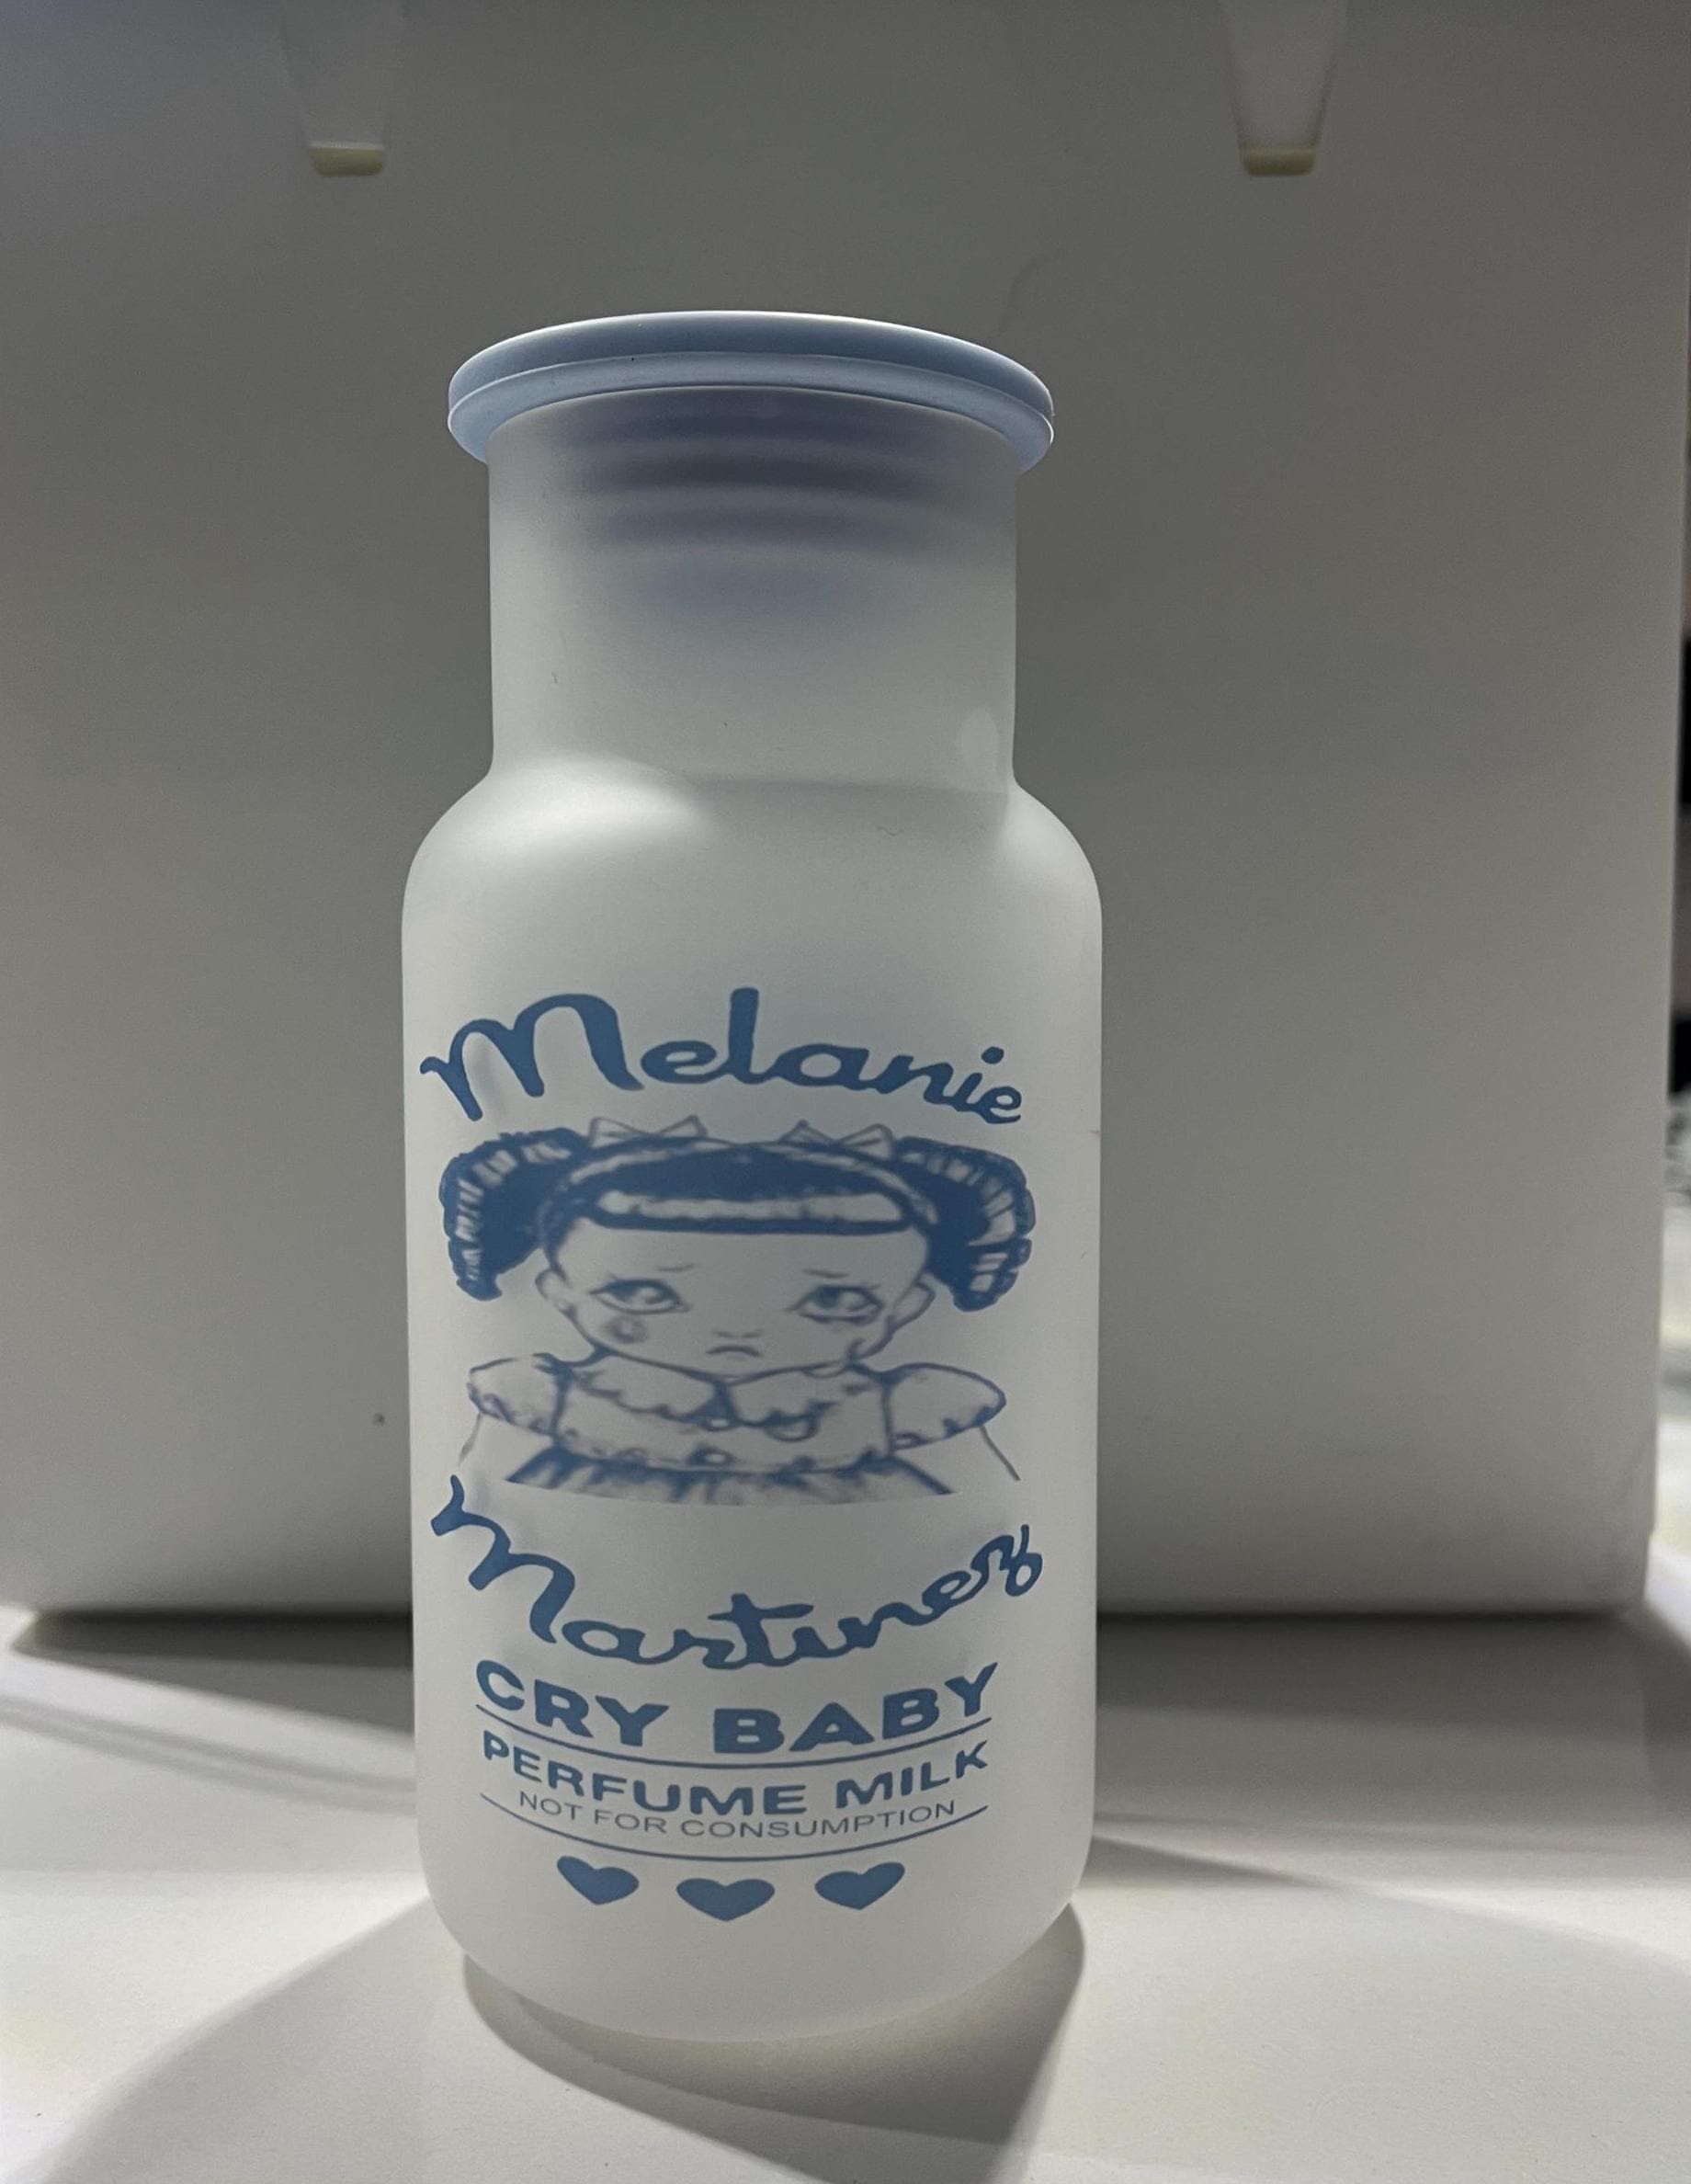 Melanie
Martinez
CRY BABY
PERFUME MILK
NOT FOR CONSUMPTION